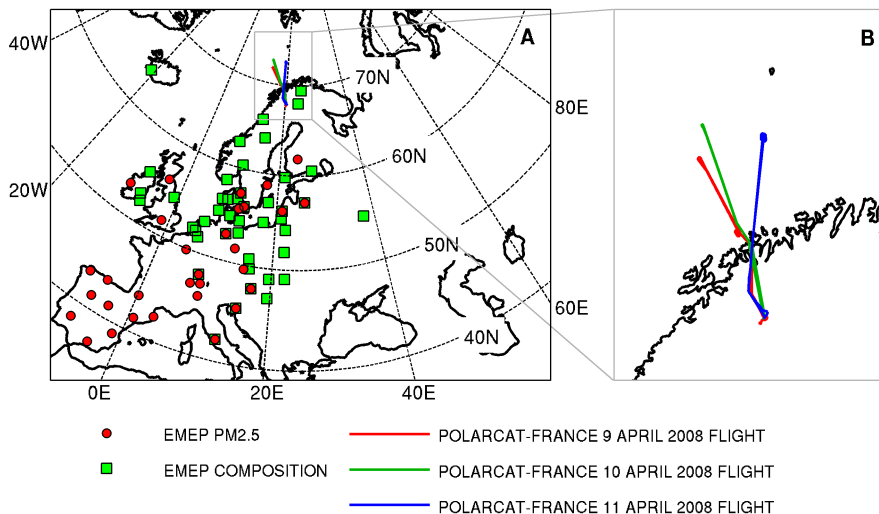 A
B
40W
70N
80E
60N
20W
50N
60E
40N
0E
20E
40E
EMEP PM2.5
POLARCAT-FRANCE 9 APRIL 2008 FLIGHT
EMEP COMPOSITION
POLARCAT-FRANCE 10 APRIL 2008 FLIGHT
POLARCAT-FRANCE 11 APRIL 2008 FLIGHT